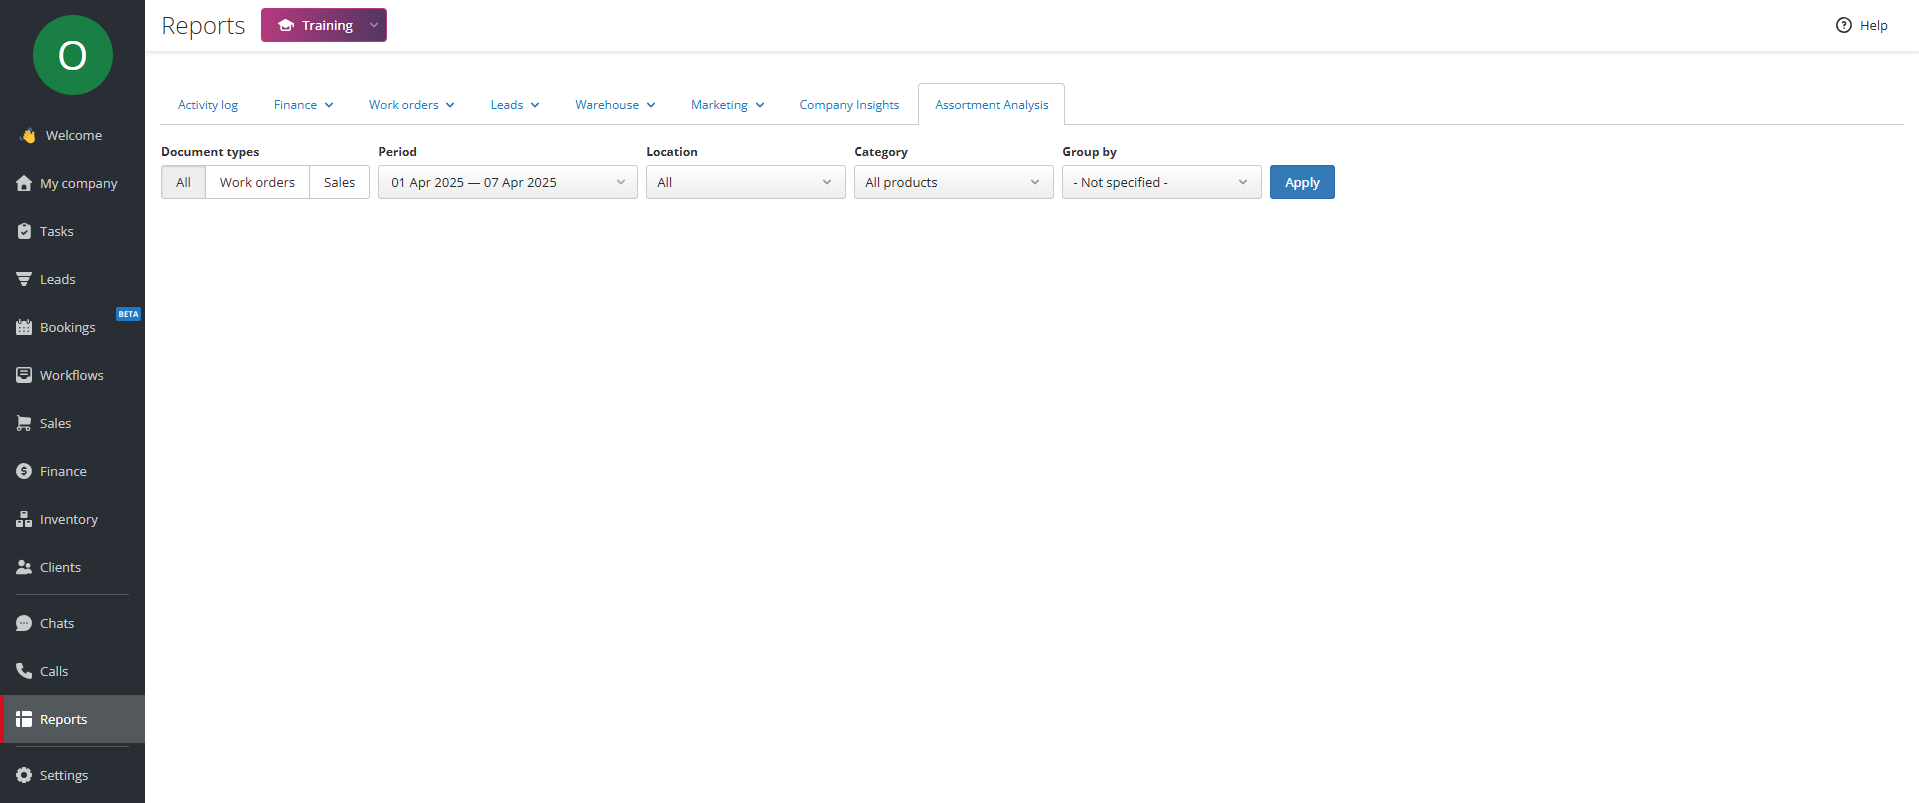 O
Reports
Training
Help
Welcome
My company
Tasks
Leads
BETA
Bookings
Workflows
Sales
Finance
Inventory
Clients
Chats
Calls
Reports
Settings
Activity log Finance Work orders Leads Warehouse Marketing Company Insights Assortment Analysis
Document types Period Location Category Group by
All Work orders Sales 01 Apr 2025 — 07 Apr 2025 All All products - Not specified - Apply